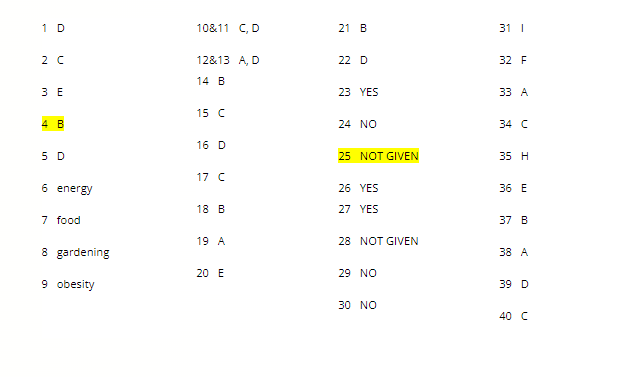 1 D
2 C
3 E
4 B
5 D
6 energy
7 food
8 gardening
9 obesity
10&11 C, D
12&13 A, D
14 B
15 C
16 D
17 C
18 B
19 A
20 E
21 B
22 D
23 YES
24 NO
25 NOT GIVEN
26 YES
27 YES
28 NOT GIVEN
29 NO
30 NO
31 I
32 F
33 A
34 C
35 H
36 E
37 B
38 A
39 D
40 C